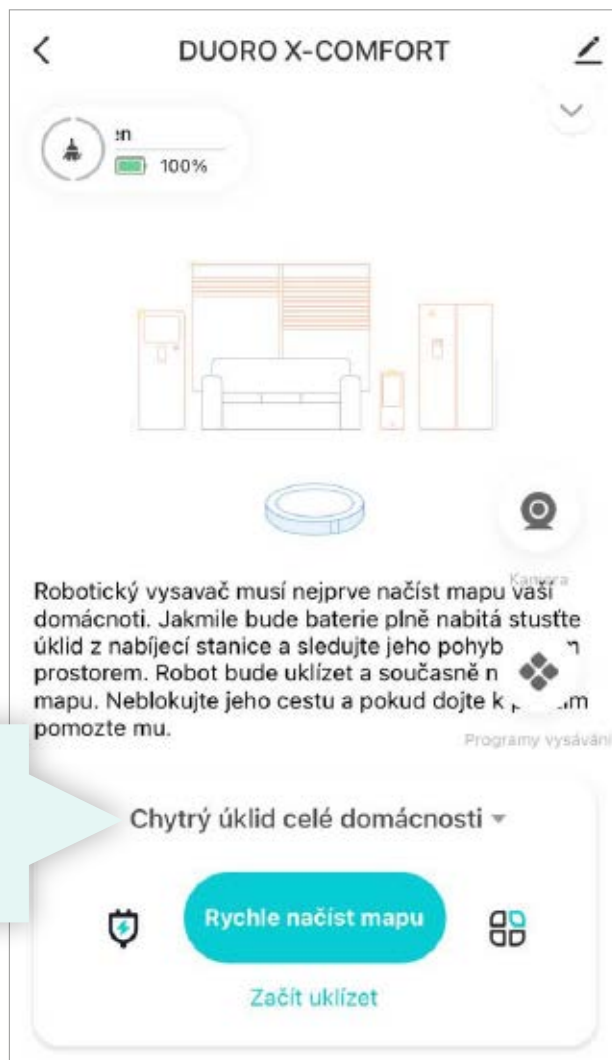 DUORO X-COMFORT
en
100%
Kamera
Robotický vysavač musí nejprve načíst mapu vaší
domácnoti. Jakmile bude baterie plně nabitá stusťte
úklid z nabíjecí stanice a sledujte jeho pohyb
prostorem. Robot bude uklízet a současně
mapu. Neblokujte jeho cestu a pokud dojte k
pomozte mu.
Programy vysávání
Chytrý úklid celé domácnosti
Rychle načíst mapu
Začít uklízet